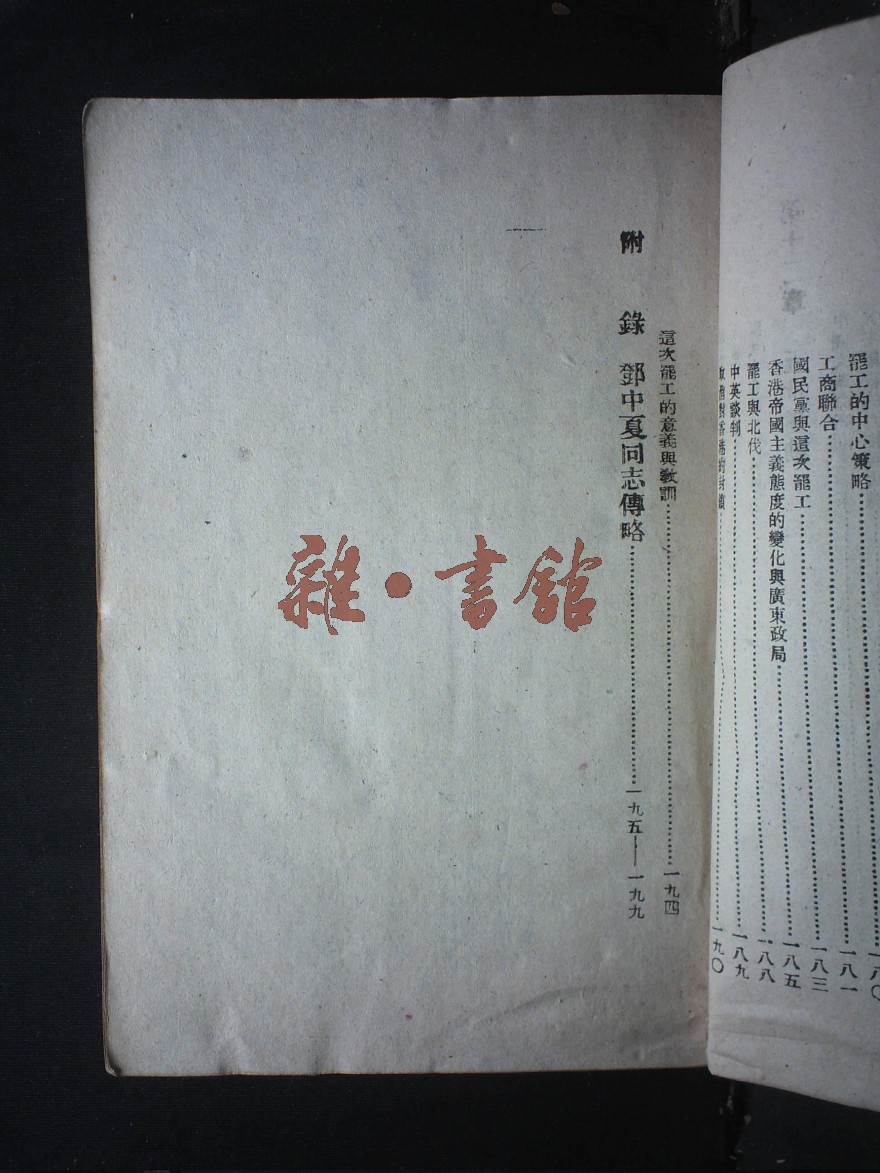 罷工的中心策略……一八〇
工商聯合……一八一
國民黨與這次罷工……一八三
香港帝國主義態度的變化與廣東政局……一八五
罷工與北伐……一八八
中英談判……一八九
對香港的封鎖……一九〇
這次罷工的意義與敎訓……一九四
附 錄 鄧中夏同志傳略……一九五——一九九
雜·書館